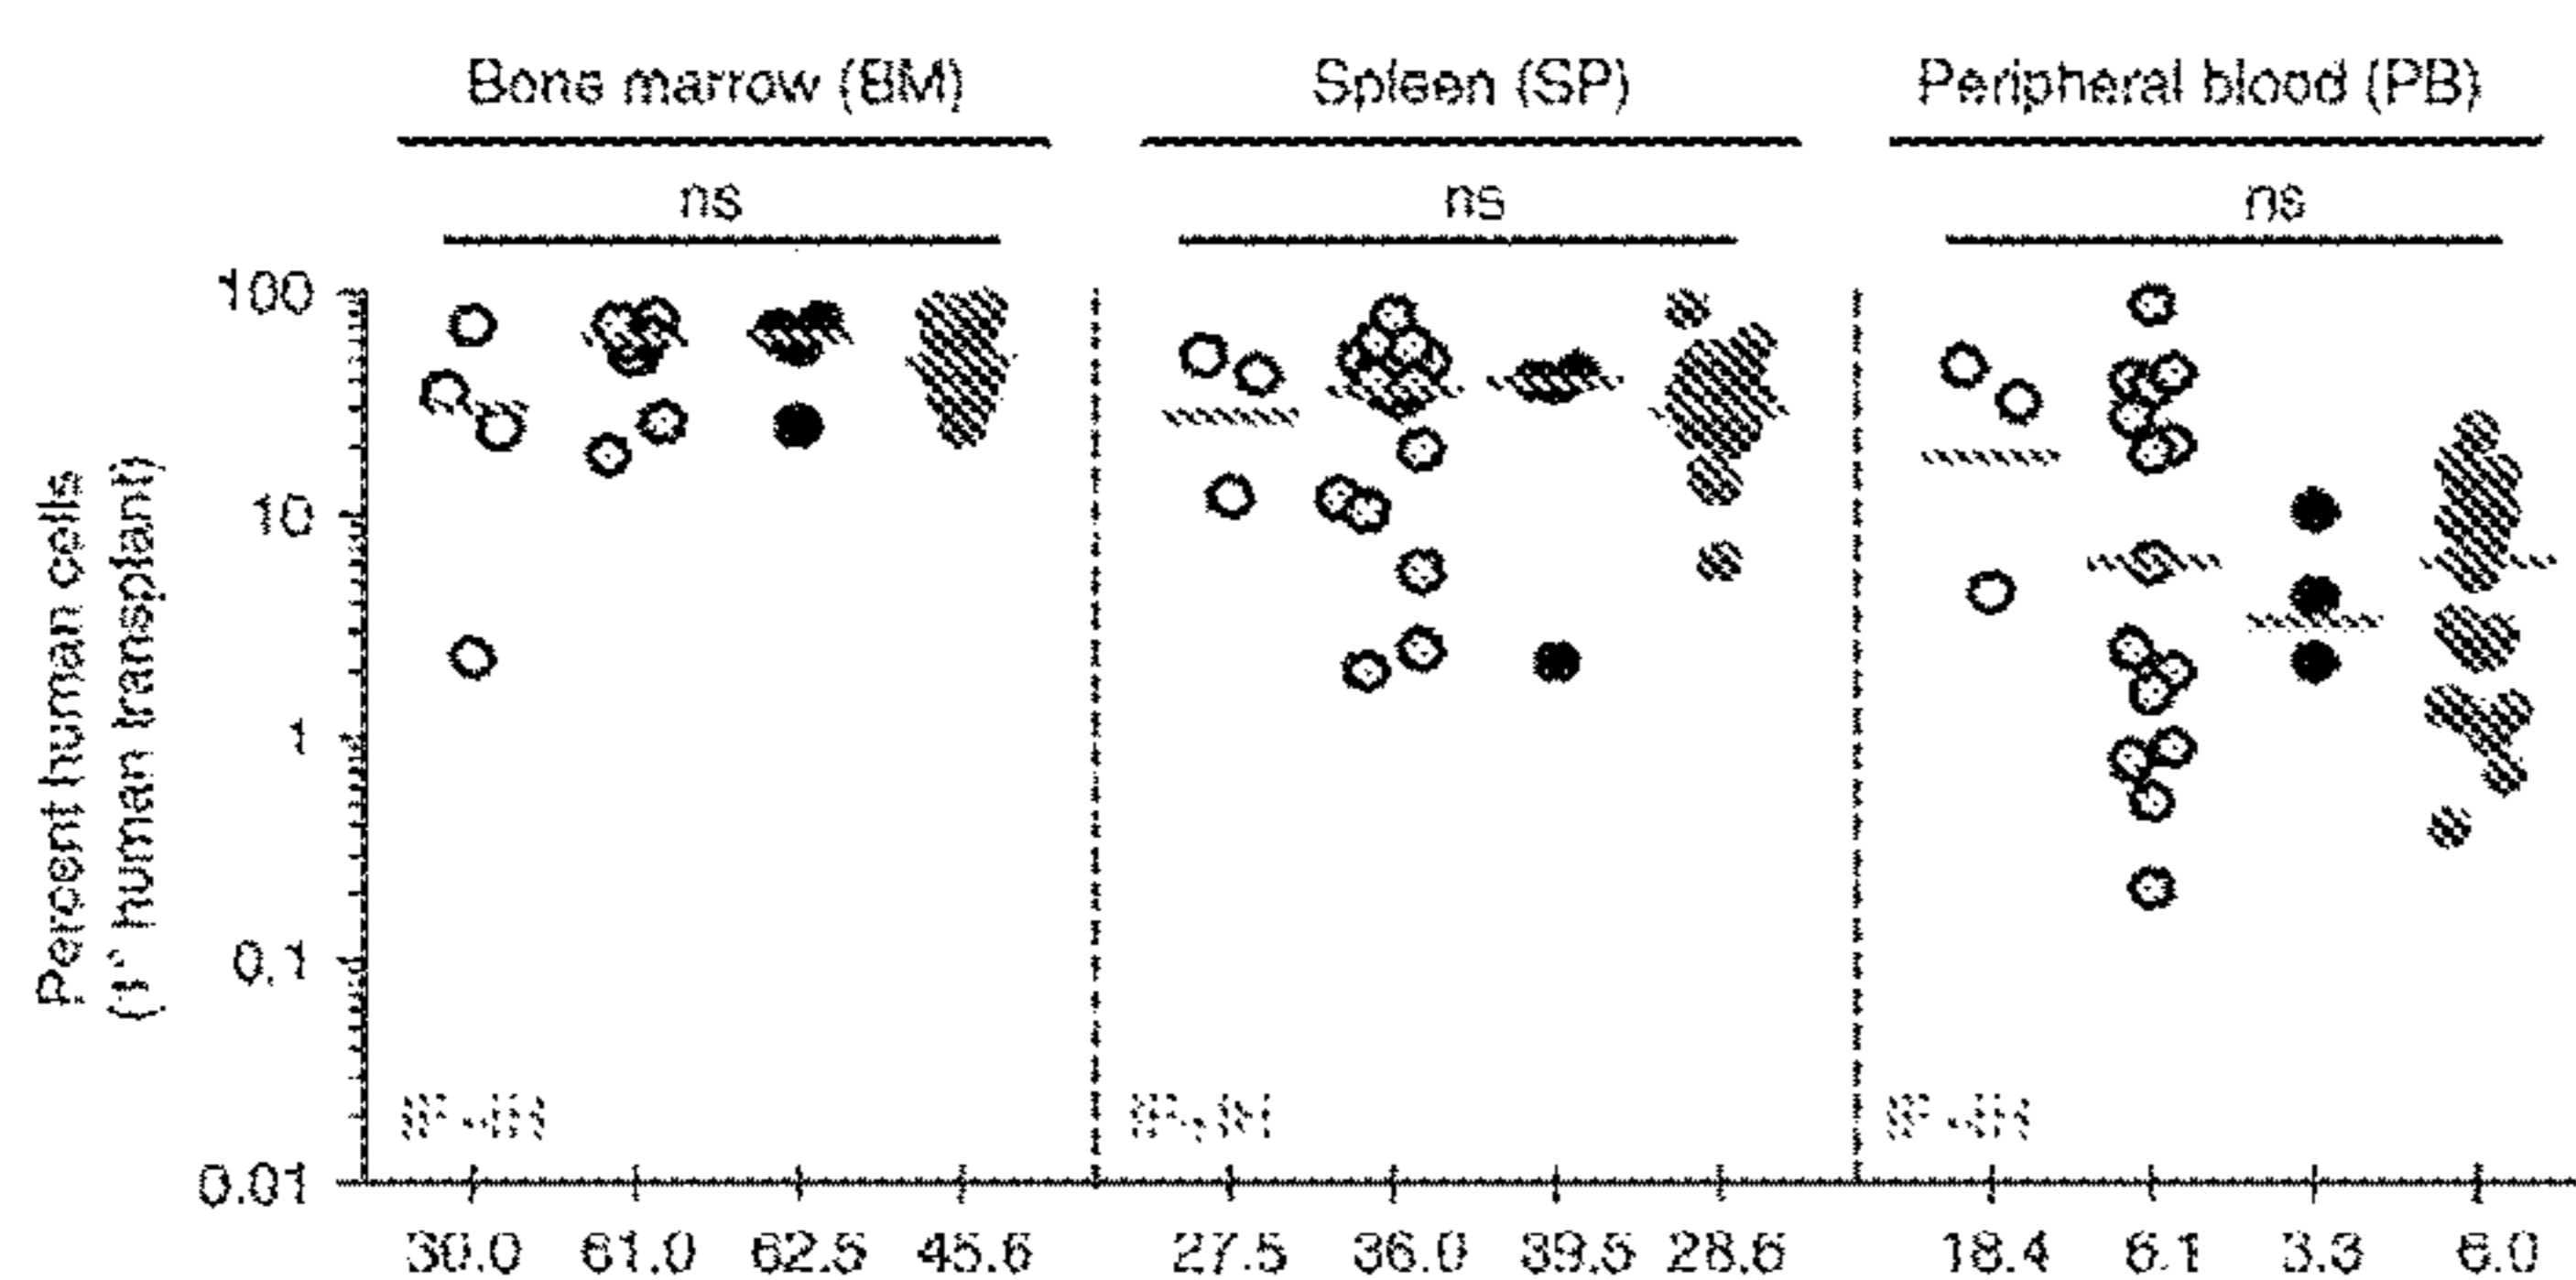 Bone marrow (BM) Spleen (SP) Peripheral blood (PB)
ns ns ns
Percent human cells
(1° human transplant)
100
10
1
0.1
0.01
30.0 61.0 62.5 45.6 27.5 36.0 39.5 28.6 18.4 6.1 3.3 6.0